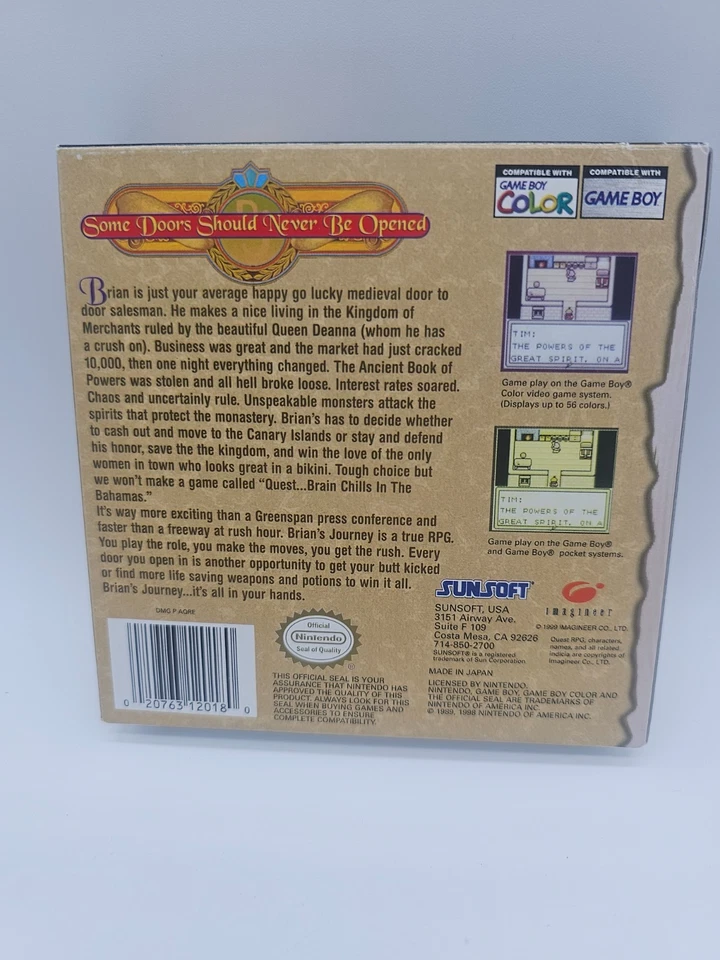 Some Doors Should Never Be Opened
Brian is just your average happy go lucky medieval door to
door salesman. He makes a nice living in the Kingdom of
Merchants ruled by the beautiful Queen Deanna (whom he has
a crush on). Business was great and the market had just cracked
10,000, then one night everything changed. The Ancient Book of
Powers was stolen and all hell broke loose. Interest rates soared.
Chaos and uncertainly rule. Unspeakable monsters attack the
spirits that protect the monastery. Brian's has to decide whether
to cash out and move to the Canary Islands or stay and defend
his honor, save the the kingdom, and win the love of the only
women in town who looks great in a bikini. Tough choice but
we won't make a game called "Quest...Brain Chills In The
Bahamas."
It's way more exciting than a Greenspan press conference and
faster than a freeway at rush hour. Brian's Journey is a true RPG.
You play the role, you make the moves, you get the rush. Every
door you open in is another opportunity to get your butt kicked
or find more life saving weapons and potions to win it all.
Brian's Journey...it's all in your hands.
COMPATIBLE WITH
GAME BOY
COLOR
COMPATIBLE WITH
GAME BOY
TIM:
THE POWERS OF THE
GREAT SPIRIT, ON A
Game play on the Game Boy®
Color video game system.
(Displays up to 56 colors.)
TIM:
THE POWERS OF THE
GREAT SPIRIT, ON A
Game play on the Game Boy®
and Game Boy® pocket systems.
DMG P AQRE
0 20763 12018 0
Official
Nintendo
Seal of Quality
®
THIS OFFICIAL SEAL IS YOUR
ASSURANCE THAT NINTENDO HAS
APPROVED THE QUALITY OF THIS
PRODUCT. ALWAYS LOOK FOR THIS
SEAL WHEN BUYING GAMES AND
ACCESSORIES TO ENSURE
COMPLETE COMPATIBILITY.
SUNSOFT®
SUNSOFT, USA
3151 Airway Ave.
Suite F 109
Costa Mesa, CA 92626
714-850-2700
SUNSOFT® is a registered
trademark of Sun Corporation
imagineer
© 1999 IMAGINEER CO., LTD.
Quest RPG, characters,
names, and all related
indicia are copyrights of
Imagineer Co., LTD.
MADE IN JAPAN
LICENSED BY NINTENDO.
NINTENDO, GAME BOY, GAME BOY COLOR AND
THE OFFICIAL SEAL ARE TRADEMARKS OF
NINTENDO OF AMERICA INC.
© 1989, 1998 NINTENDO OF AMERICA INC.